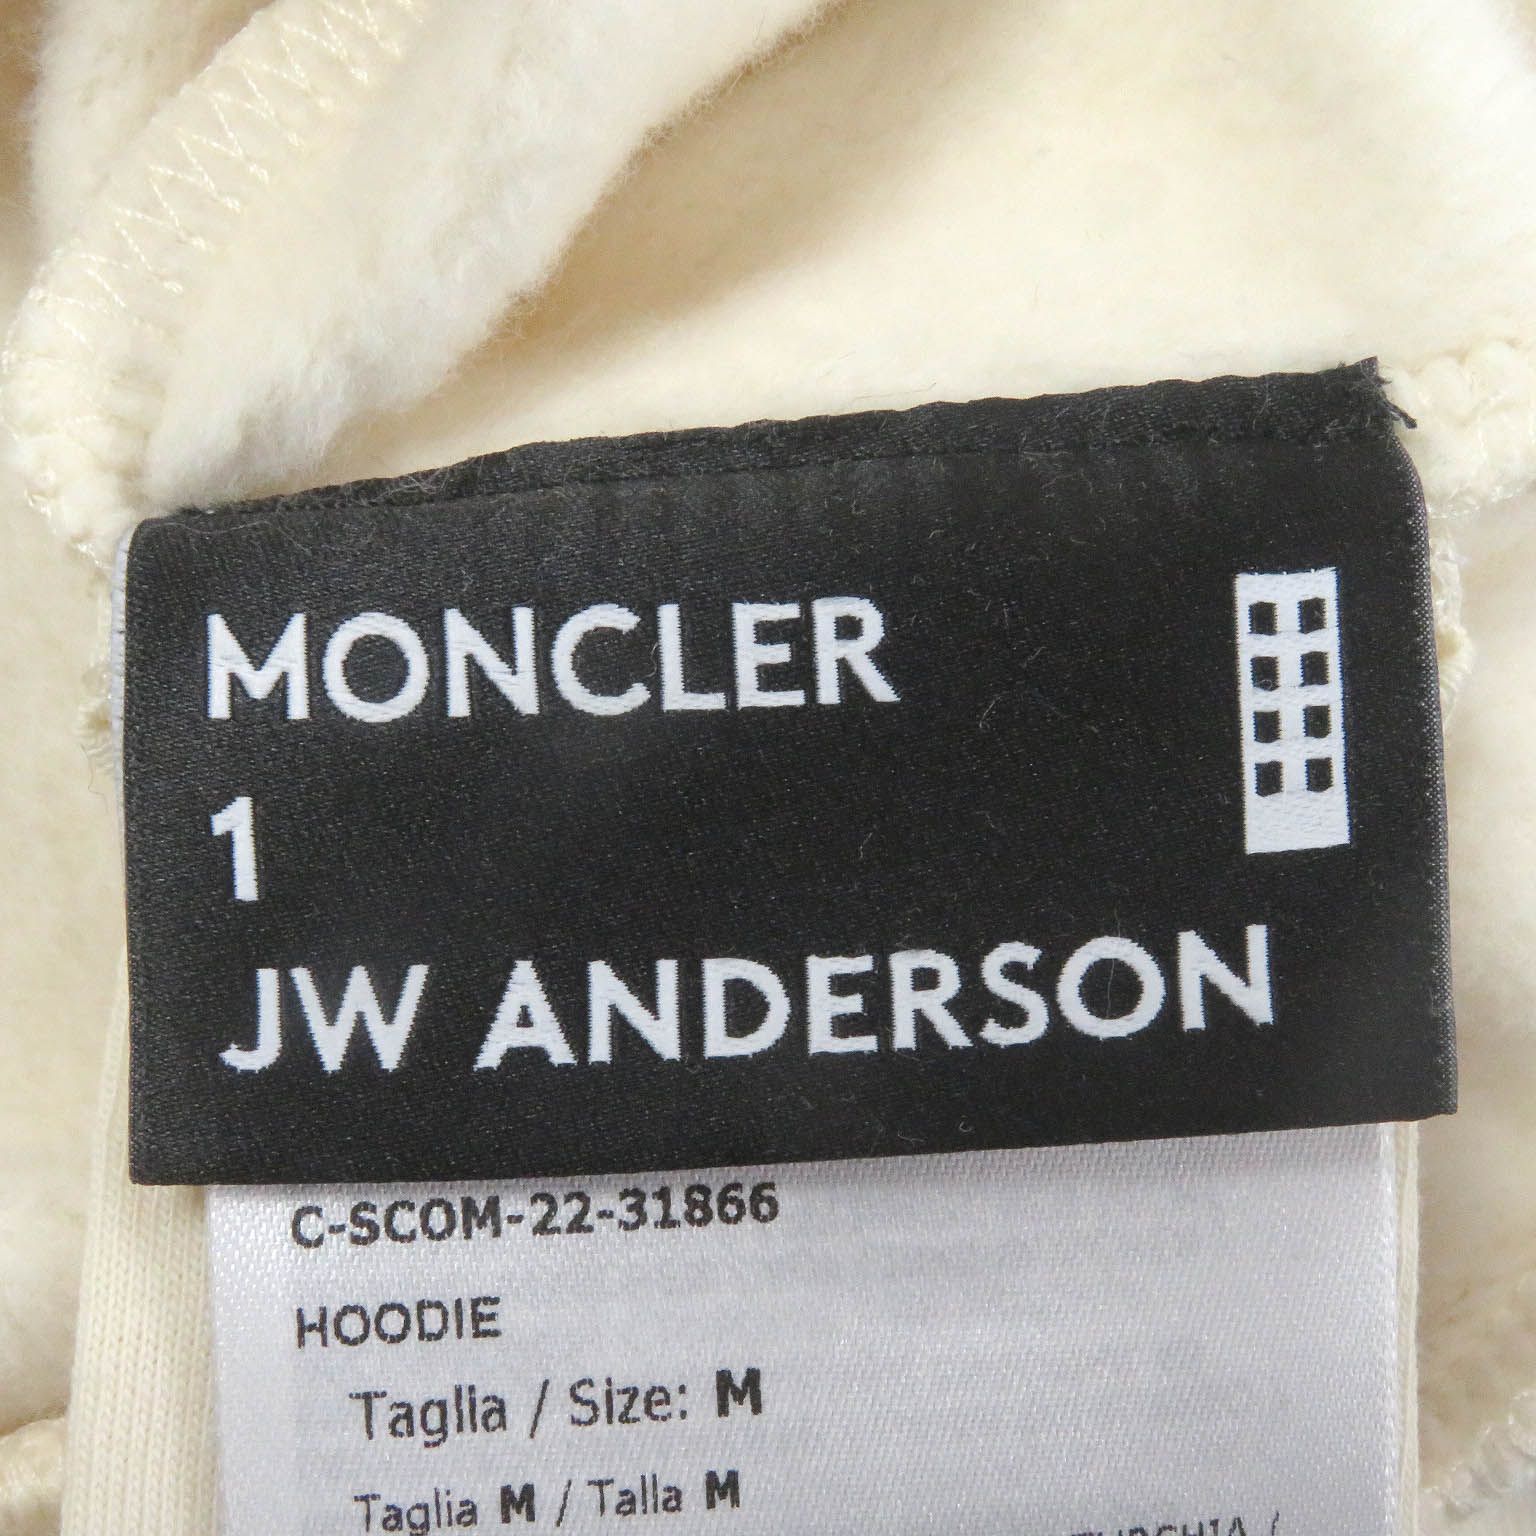 MONCLER
1
JW ANDERSON
C-SCOM-22-31866
HOODIE
Taglia / Size: M
Taglia M / Talla M